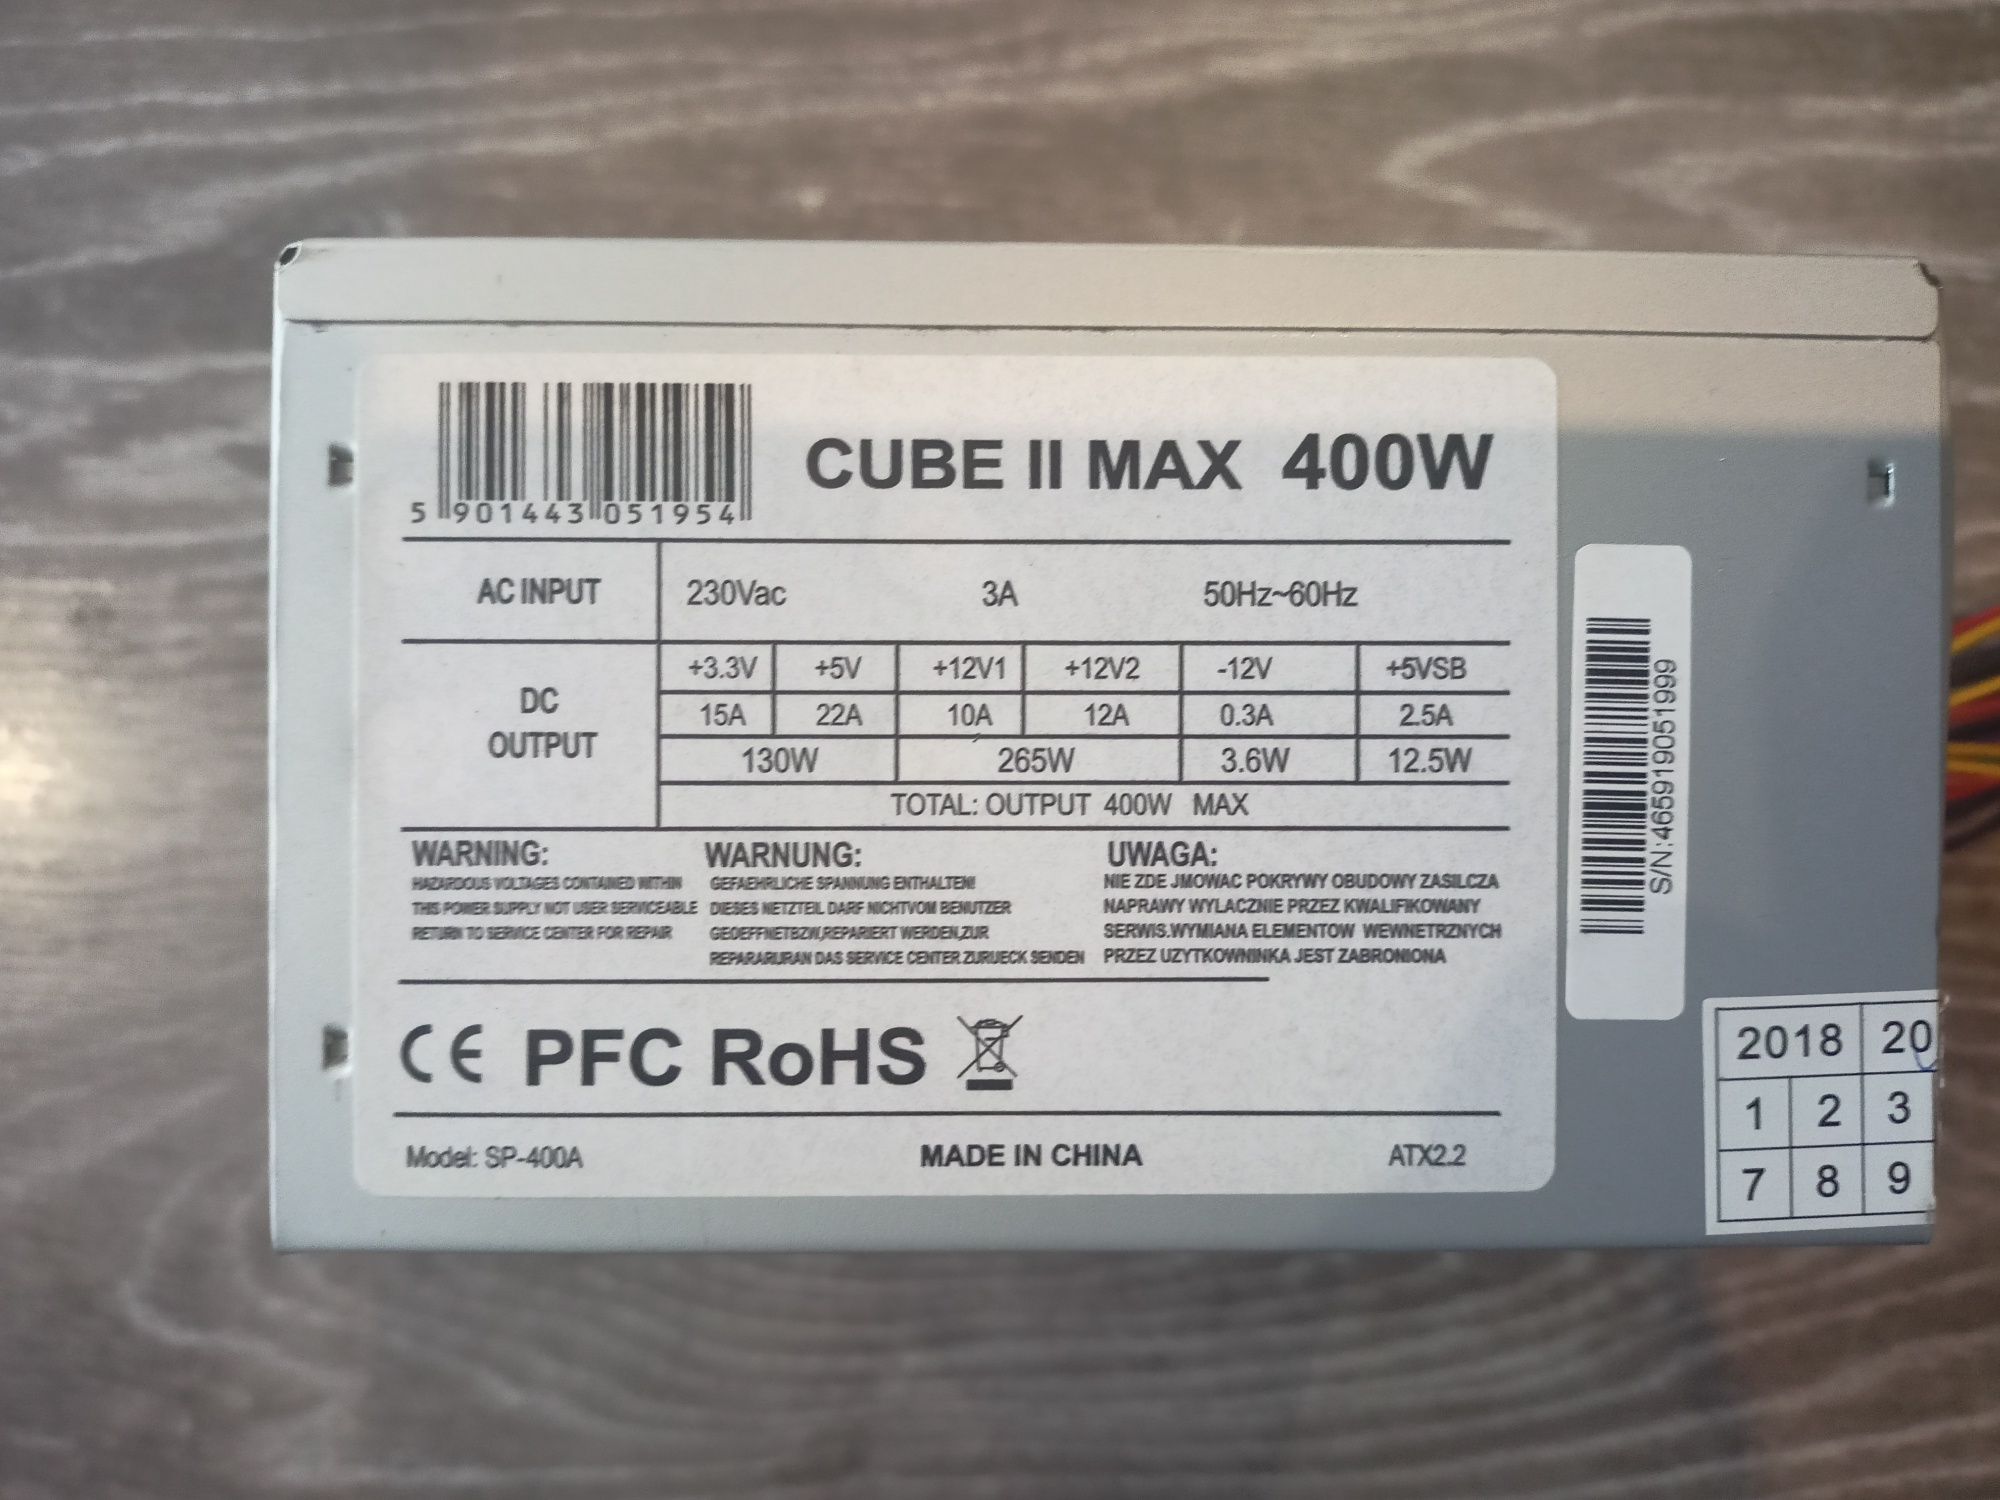 CUBE II MAX 400W
5 901443 051954
AC INPUT 230Vac 3A 50Hz~60Hz
DC OUTPUT
+3.3V +5V +12V1 +12V2 -12V +5VSB
15A 22A 10A 12A 0.3A 2.5A
130W 265W 3.6W 12.5W
TOTAL: OUTPUT 400W MAX
WARNING:
HAZARDOUS VOLTAGES CONTAINED WITHIN
THIS POWER SUPPLY NOT USER SERVICEABLE
RETURN TO SERVICE CENTER FOR REPAIR
WARNUNG:
GEFAEHRLICHE SPANNUNG ENTHALTEN!
DIESES NETZTEIL DARF NICHTVOM BENUTZER
GEOEFFNETBZW,REPARIERT WERDEN,ZUR
REPARARURAN DAS SERVICE CENTER ZURUECK SENDEN
UWAGA:
NIE ZDE JMOWAC POKRYWY OBUDOWY ZASILCZA
NAPRAWY WYLACZNIE PRZEZ KWALIFIKOWANY
SERWIS.WYMIANA ELEMENTOW WEWNETRZNYCH
PRZEZ UZYTKOWNINKA JEST ZABRONIONA
CE PFC RoHS
Model: SP-400A MADE IN CHINA ATX2.2
S/N:465919051999
2018 20
1 2 3
7 8 9